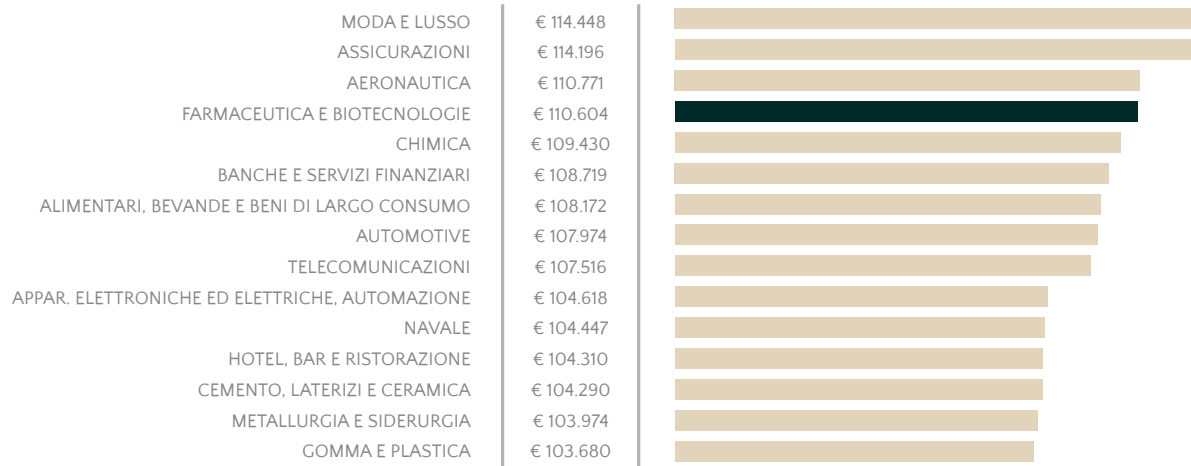 MODA E LUSSO € 114.448
ASSICURAZIONI € 114.196
AERONAUTICA € 110.771
FARMACEUTICA E BIOTECNOLOGIE € 110.604
CHIMICA € 109.430
BANCHE E SERVIZI FINANZIARI € 108.719
ALIMENTARI, BEVANDE E BENI DI LARGO CONSUMO € 108.172
AUTOMOTIVE € 107.974
TELECOMUNICAZIONI € 107.516
APPAR. ELETTRONICHE ED ELETTRICHE, AUTOMAZIONE € 104.618
NAVALE € 104.447
HOTEL, BAR E RISTORAZIONE € 104.310
CEMENTO, LATERIZI E CERAMICA € 104.290
METALLURGIA E SIDERURGIA € 103.974
GOMMA E PLASTICA € 103.680